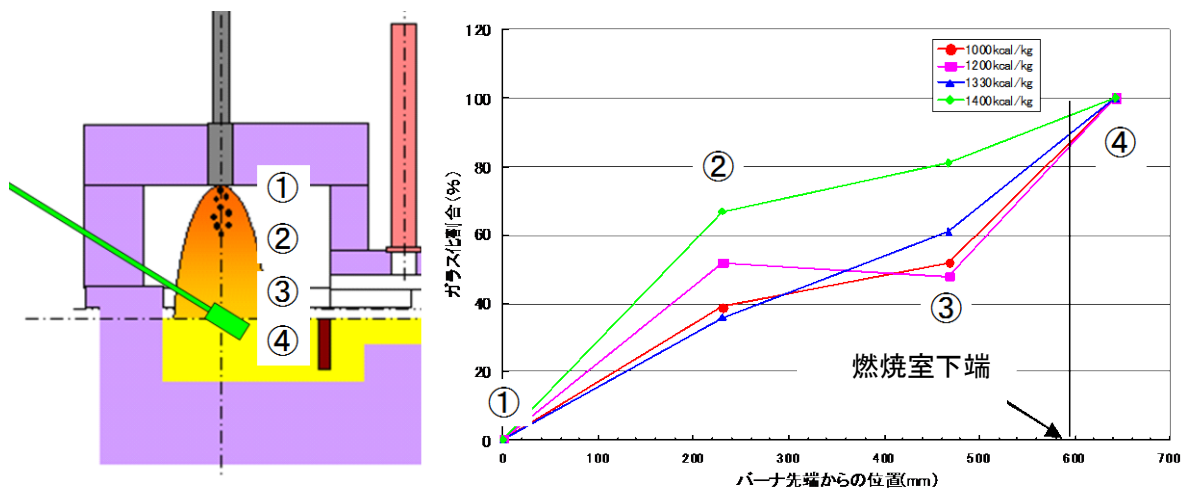 ①
②
③
④
120
100
80
60
40
20
0
ガラス化割合(%)
1000kcal/kg
1200kcal/kg
1330kcal/kg
1400kcal/kg
①
②
③
④
燃焼室下端
0 100 200 300 400 500 600 700
バーナ先端からの位置(mm)